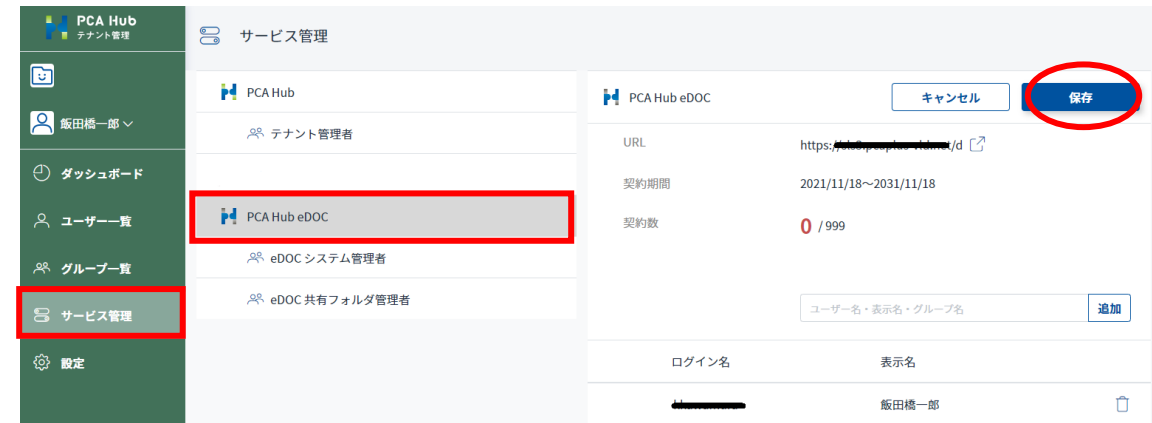 PCA Hub
テナント管理
飯田橋一郎
ダッシュボード
ユーザー一覧
グループ一覧
サービス管理
設定
サービス管理
PCA Hub
テナント管理者
PCA Hub eDOC
eDOC システム管理者
eDOC 共有フォルダ管理者
PCA Hub eDOC
キャンセル
保存
URL
https:/ /d
契約期間
2021/11/18～2031/11/18
契約数
0 / 999
ユーザー名・表示名・グループ名
追加
ログイン名
表示名
飯田橋一郎